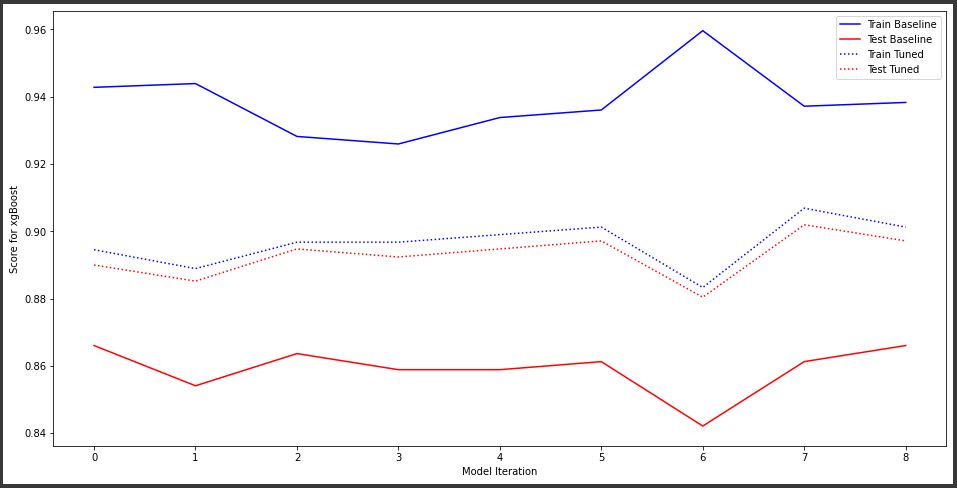 Train Baseline
Test Baseline
Train Tuned
Test Tuned
0.96
0.94
0.92
0.90
0.88
0.86
0.84
Score for xgBoost
0 1 2 3 4 5 6 7 8
Model Iteration